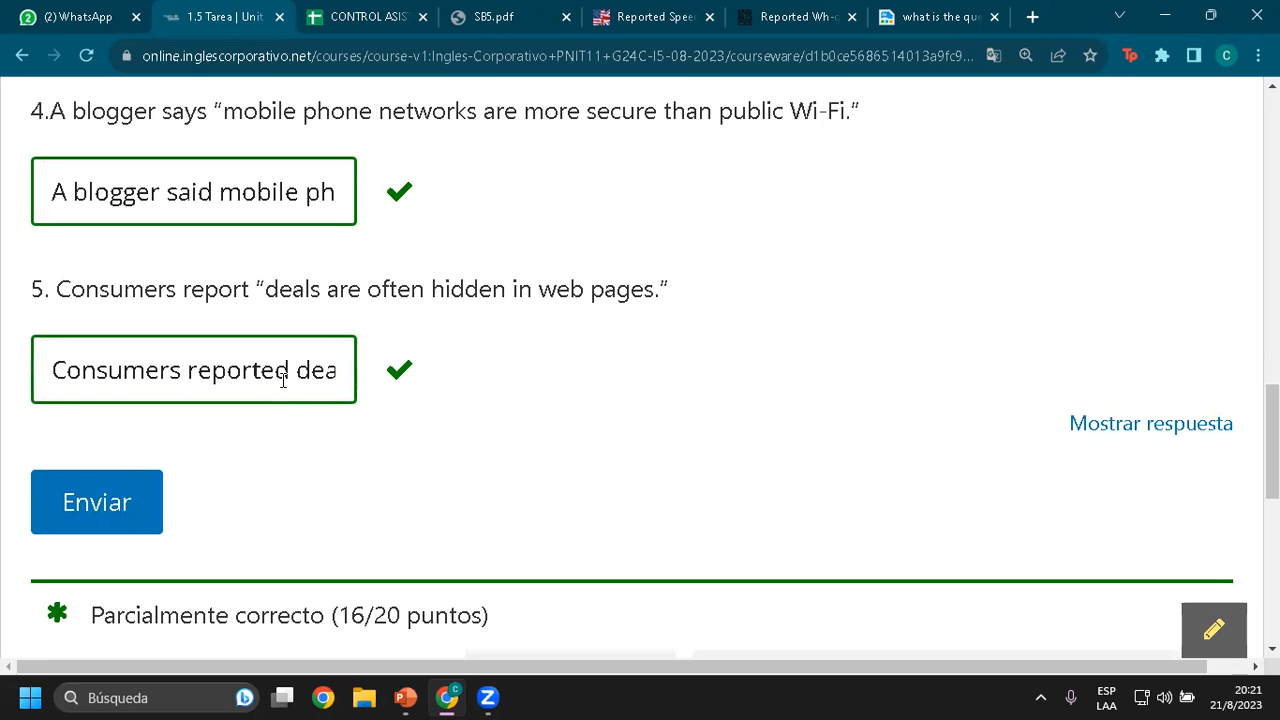 (2) WhatsApp
1.5 Tarea | Unit
CONTROL ASIS
SB5.pdf
Reported Spee
Reported Wh-q
what is the que
online.inglescorporativo.net/courses/course-v1:Ingles-Corporativo+PNIT11+G24C-I5-08-2023/courseware/d1b0ce5686514013a9fc9...
4.A blogger says “mobile phone networks are more secure than public Wi-Fi.”
A blogger said mobile ph
5. Consumers report “deals are often hidden in web pages.”
Consumers reported dea
Mostrar respuesta
Enviar
Parcialmente correcto (16/20 puntos)
Búsqueda
ESP
LAA
20:21
21/8/2023